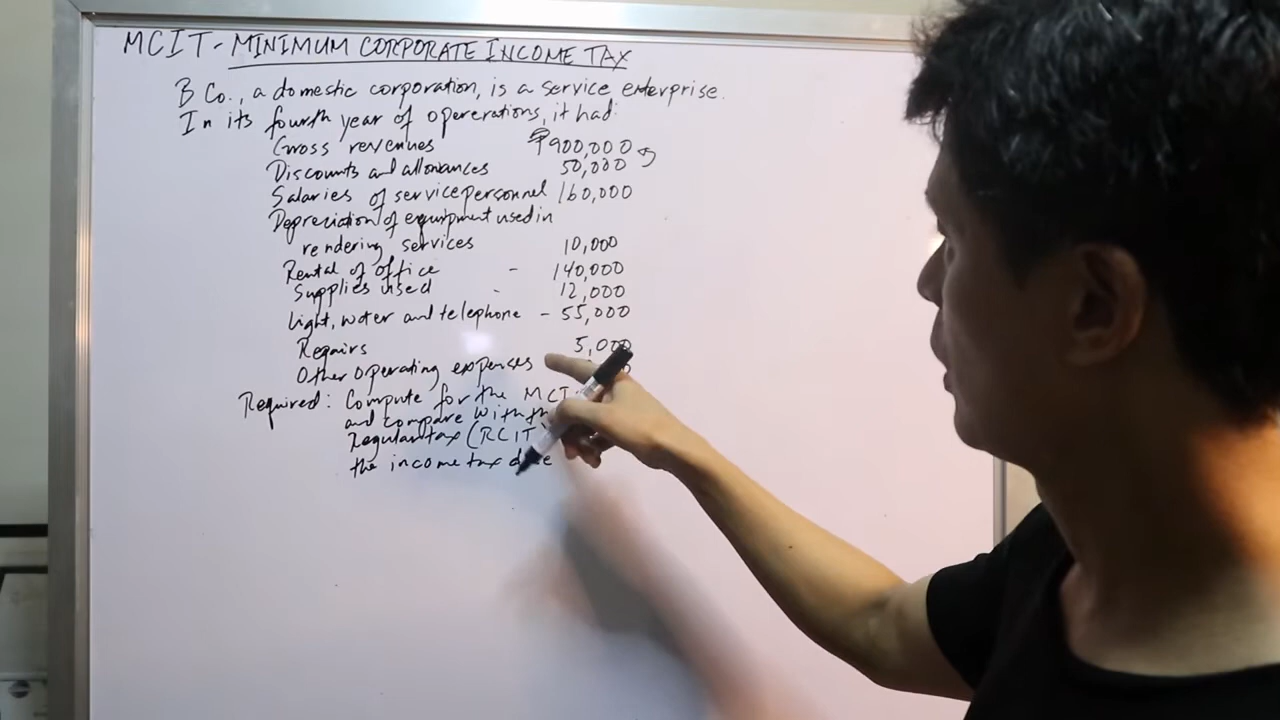 MCIT - MINIMUM CORPORATE INCOME TAX
B Co., a domestic corporation, is a service enterprise.
In its fourth year of opererations, it had:
Gross revenues ₱900,000
Discounts and allowances 50,000
Salaries of service personnel 160,000
Depreciation of equipment used in
rendering services 10,000
Rental of office - 140,000
Supplies used - 12,000
Light, water and telephone - 55,000
Repairs 5,000
Other operating expenses
Required: Compute for the MCIT
and compare with the
Regular tax (RCIT
the income tax due